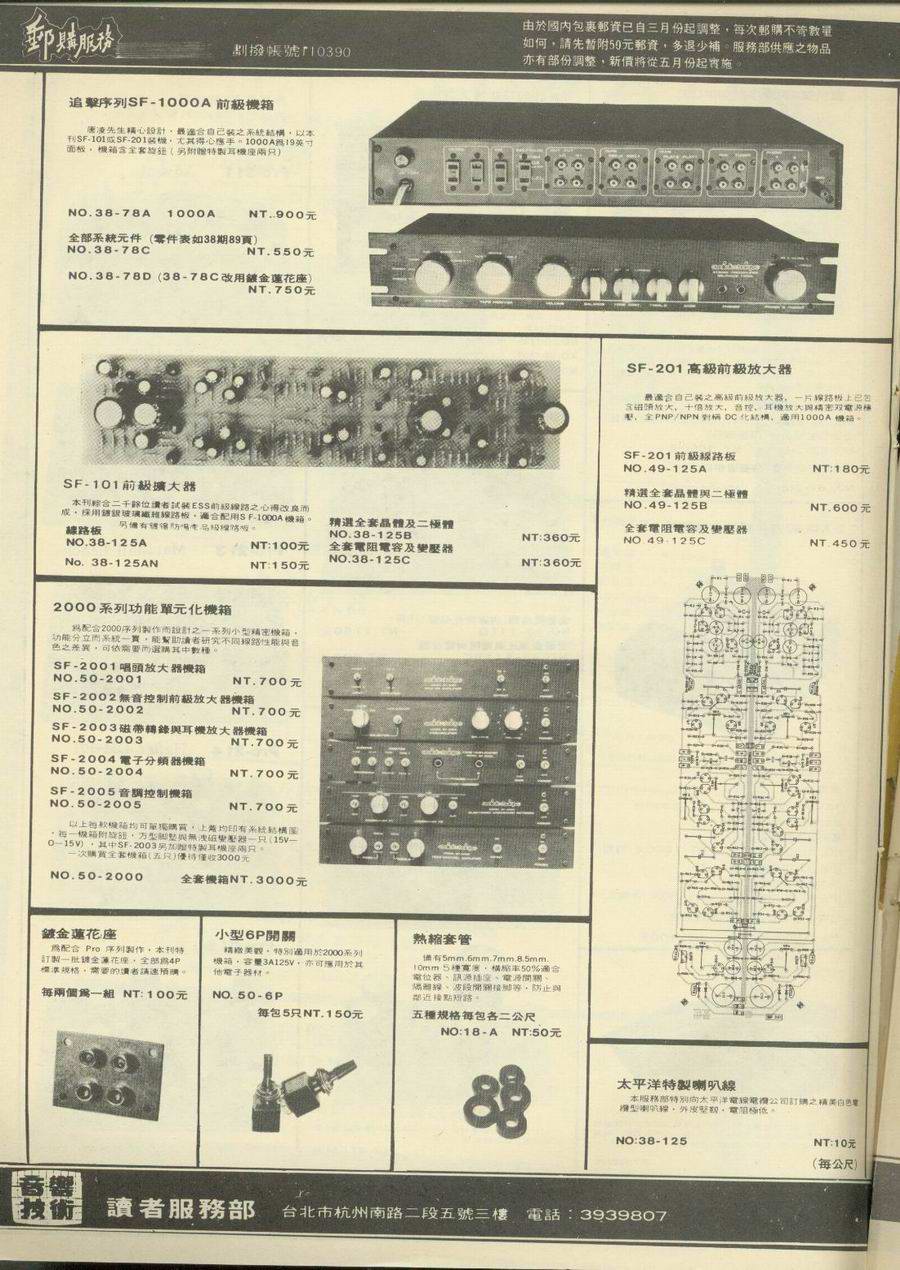 郵購服務
劃撥帳號110390
由於國內包裹郵資已自三月份起調整，每次郵購不管數量
如何，請先暫附50元郵資，多退少補。服務部供應之物品
亦有部份調整，新價將從五月份起實施。
追擊序列SF-1000A 前級機箱
唐凌先生精心設計，最適合自己裝之系統結構，以本
刊SF-101或SF-201裝機，尤其得心應手。1000A爲19英寸
面板，機箱含全套旋鈕（另附贈特製耳機座兩只）
NO.38-78A 1000A NT..900元
全部系統元件 (零件表如38期89頁)
NO.38-78C NT.550元
NO.38-78D (38-78C改用鍍金蓮花座)
NT.750元
SF-101前級擴大器
本刊綜合二千餘位讀者試裝ESS前級線路之心得改良而
成，採用鍍銀玻璃纖維線路板，適合配用SF-1000A機箱。
另備有鍍錫防
線路板
NO.38-125A NT:100元
No. 38-125AN NT:150元
精選全套晶體及二極體
NO.38-125B NT:360元
全套電阻電容及變壓器
NO.38-125C NT:360元
SF-201高級前級放大器
最適合自己裝之高級前級放大器，一片線路板上已包
含磁頭放大，十倍放大，音控，耳機放大與精密双電源穩
壓，全PNP/NPN對稱 DC化結構，適用1000A機箱。
SF-201前級線路板
NO.49-125A NT:180元
精選全套晶體與二極體
NO.49-125B NT.600元
全套電阻電容及變壓器
NO 49-125C NT.450元
2000系列功能單元化機箱
爲配合2000序列製作而設計之一系列小型精密機箱，
功能分立而系統一貫，能幫助讀者研究不同線路性能與音
色之差異，可依需要而選購其中數種。
SF-2001唱頭放大器機箱
NO.50-2001 NT.700元
SF-2002無音控制前級放大器機箱
NO.50-2002 NT.700元
SF-2003磁帶轉錄與耳機放大器機箱
NO.50-2003 NT.700元
SF-2004電子分頻器機箱
NO.50-2004 NT.700元
SF-2005音調控制機箱
NO.50-2005 NT.700元
以上每款機箱均可單獨購買，上蓋均印有系統結構圖
，每一機箱附旋鈕，方型脚墊與無洩磁變壓器一只(15V—
0—15V)，其中SF-2003另加贈特製耳機座兩只。
一次購買全套機箱(五只)優待僅收3000元
NO.50-2000 全套機箱NT.3000元
鍍金蓮花座
爲配合 Pro 序列製作，本刊特
訂製一批鍍金蓮花座，全部爲4P
標準規格，需要的讀者請速預購。
每兩個爲一組 NT: 100元
小型6P開關
精緻美觀，特別適用於2000系列
機箱，容量3A125V，亦可應用於其
他電子器材。
NO. 50-6P
每包5只NT.150元
熱縮套管
備有5mm.6mm.7mm.8.5mm.
10mm 5種寬度，橫縮率50%適合
電位器、訊源插座、電源開關、
隔離線、波段開關接脚等，防止與
鄰近接點短路。
五種規格每包各二公尺
NO:18-A NT:50元
太平洋特製喇叭線
本服務部特別向太平洋電線電纜公司訂購之精美白色電
纜型喇叭線，外皮堅靱，電阻極低。
NO:38-125 NT:10元
(每公尺)
音響
技術
讀者服務部 台北市杭州南路二段五號三樓 電話：3939807